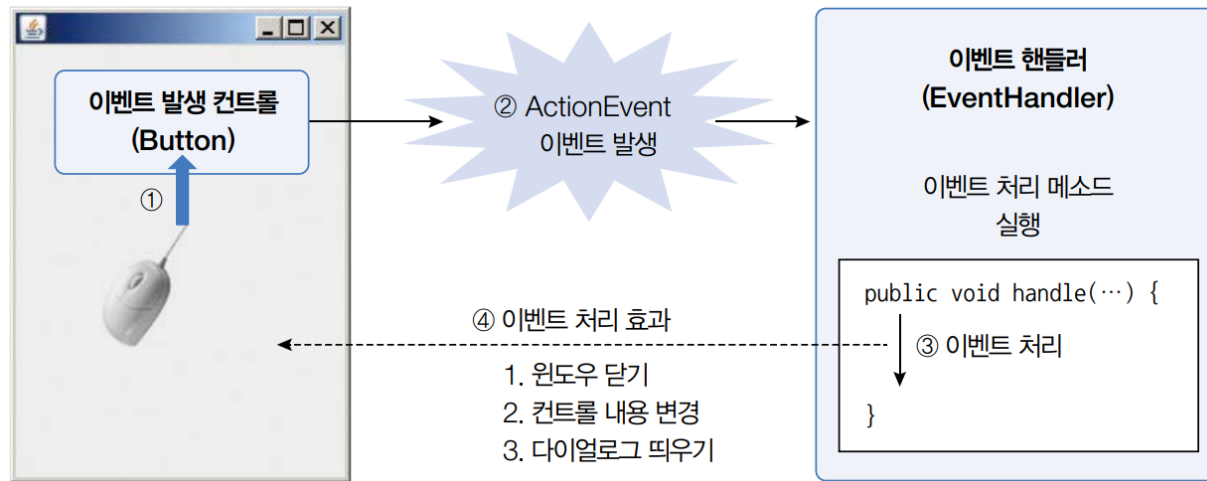 이벤트 발생 컨트롤
(Button)
①
② ActionEvent
이벤트 발생
이벤트 핸들러
(EventHandler)
이벤트 처리 메소드
실행
public void handle(…) {
③ 이벤트 처리
}
④ 이벤트 처리 효과
1. 윈도우 닫기
2. 컨트롤 내용 변경
3. 다이얼로그 띄우기